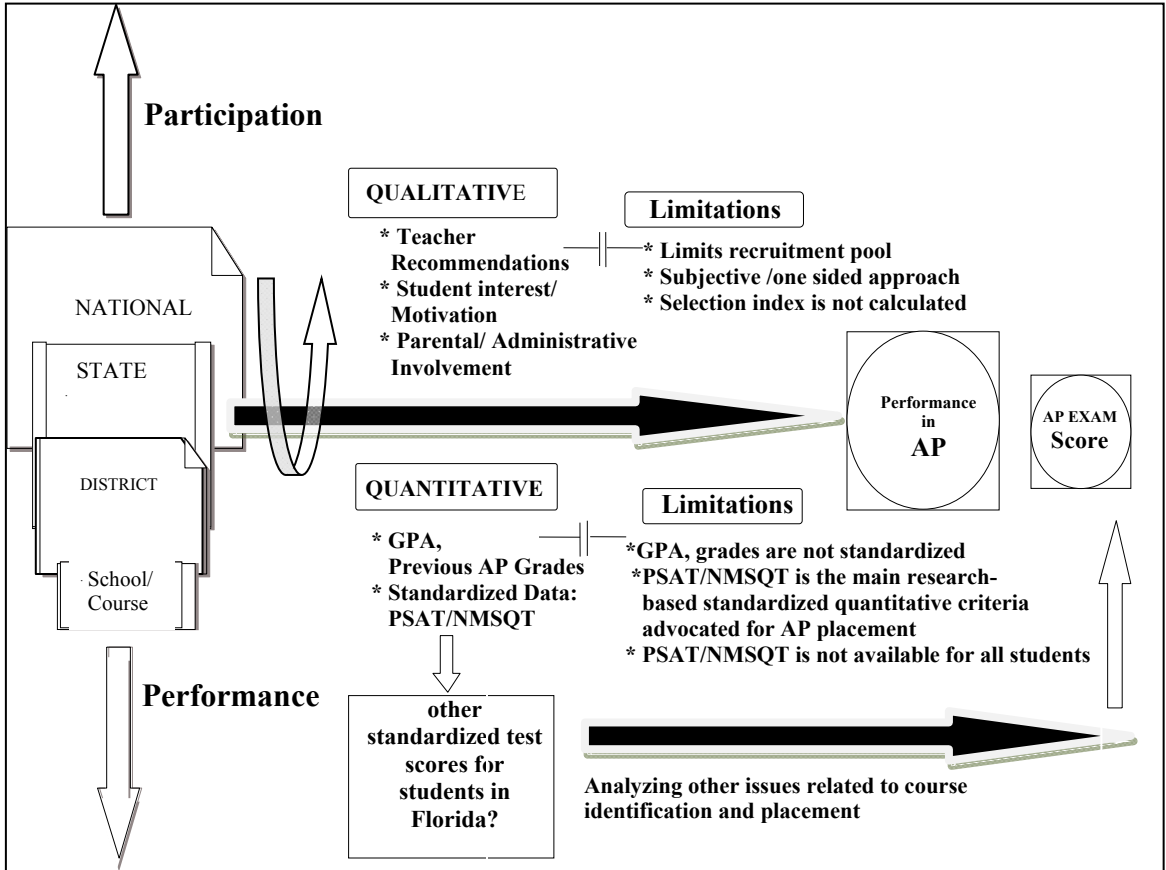 Participation
QUALITATIVE
* Teacher
Recommendations
* Student interest/
Motivation
* Parental/ Administrative
Involvement
Limitations
* Limits recruitment pool
* Subjective /one sided approach
* Selection index is not calculated
NATIONAL
STATE
DISTRICT
School/
Course
Performance
in
AP
AP EXAM
Score
QUANTITATIVE
* GPA,
Previous AP Grades
* Standardized Data:
PSAT/NMSQT
Limitations
*GPA, grades are not standardized
*PSAT/NMSQT is the main research-
based standardized quantitative criteria
advocated for AP placement
* PSAT/NMSQT is not available for all students
Performance
other
standardized test
scores for
students in
Florida?
Analyzing other issues related to course
identification and placement